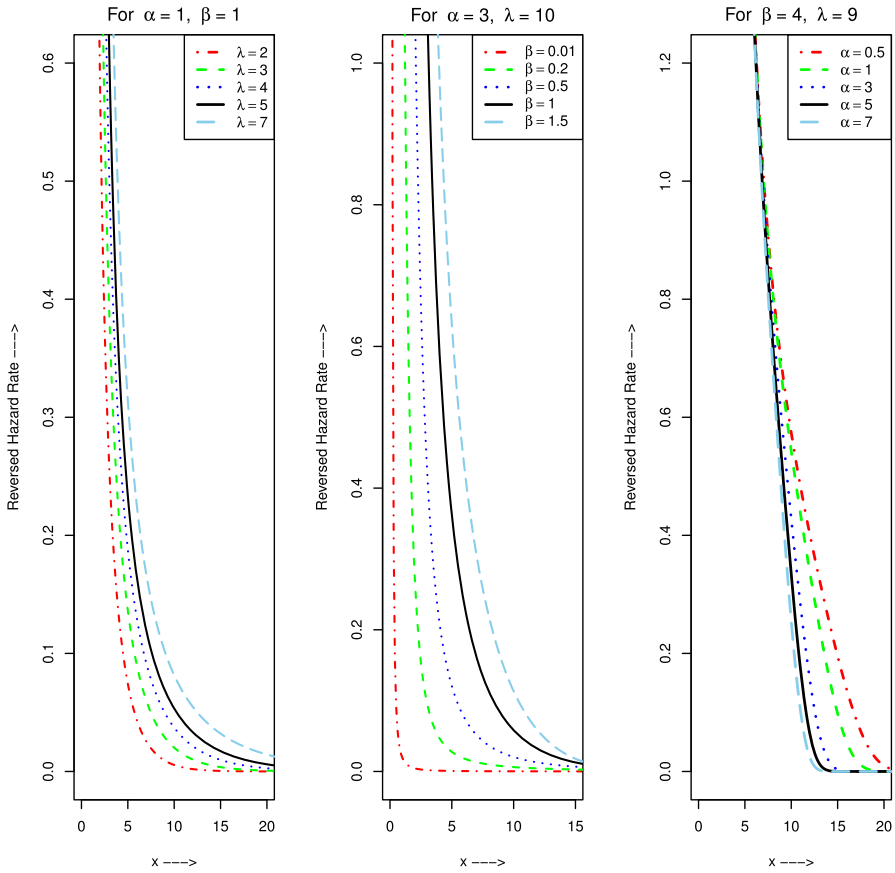 For α = 1, β = 1
λ = 2
λ = 3
λ = 4
λ = 5
λ = 7
0.6
0.5
0.4
0.3
0.2
0.1
0.0
Reversed Hazard Rate −−−>
0 5 10 15 20
x −−−>
For α = 3, λ = 10
β = 0.01
β = 0.2
β = 0.5
β = 1
β = 1.5
1.0
0.8
0.6
0.4
0.2
0.0
Reversed Hazard Rate −−−>
0 5 10 15
x −−−>
For β = 4, λ = 9
α = 0.5
α = 1
α = 3
α = 5
α = 7
1.2
1.0
0.8
0.6
0.4
0.2
0.0
Reversed Hazard Rate −−−>
0 5 10 15 20
x −−−>